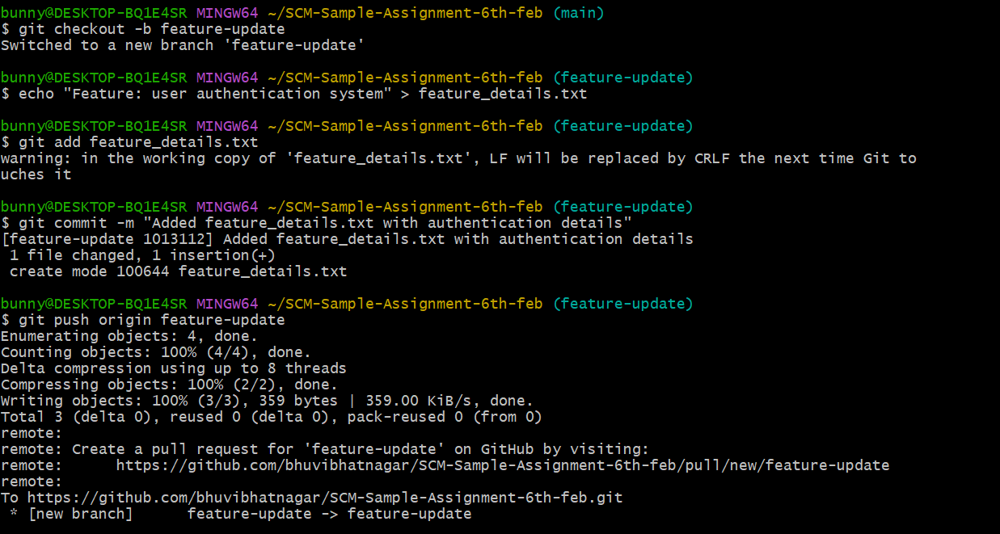 bunny@DESKTOP-BQ1E4SR MINGW64 ~/SCM-Sample-Assignment-6th-feb (main)
$ git checkout -b feature-update
Switched to a new branch 'feature-update'
bunny@DESKTOP-BQ1E4SR MINGW64 ~/SCM-Sample-Assignment-6th-feb (feature-update)
$ echo "Feature: user authentication system" > feature_details.txt
bunny@DESKTOP-BQ1E4SR MINGW64 ~/SCM-Sample-Assignment-6th-feb (feature-update)
$ git add feature_details.txt
warning: in the working copy of 'feature_details.txt', LF will be replaced by CRLF the next time Git to
uches it
bunny@DESKTOP-BQ1E4SR MINGW64 ~/SCM-Sample-Assignment-6th-feb (feature-update)
$ git commit -m "Added feature_details.txt with authentication details"
[feature-update 1013112] Added feature_details.txt with authentication details
 1 file changed, 1 insertion(+)
 create mode 100644 feature_details.txt
bunny@DESKTOP-BQ1E4SR MINGW64 ~/SCM-Sample-Assignment-6th-feb (feature-update)
$ git push origin feature-update
Enumerating objects: 4, done.
Counting objects: 100% (4/4), done.
Delta compression using up to 8 threads
Compressing objects: 100% (2/2), done.
Writing objects: 100% (3/3), 359 bytes | 359.00 KiB/s, done.
Total 3 (delta 0), reused 0 (delta 0), pack-reused 0 (from 0)
remote:
remote: Create a pull request for 'feature-update' on GitHub by visiting:
remote:      https://github.com/bhuvibhatnagar/SCM-Sample-Assignment-6th-feb/pull/new/feature-update
remote:
To https://github.com/bhuvibhatnagar/SCM-Sample-Assignment-6th-feb.git
 * [new branch]      feature-update -> feature-update